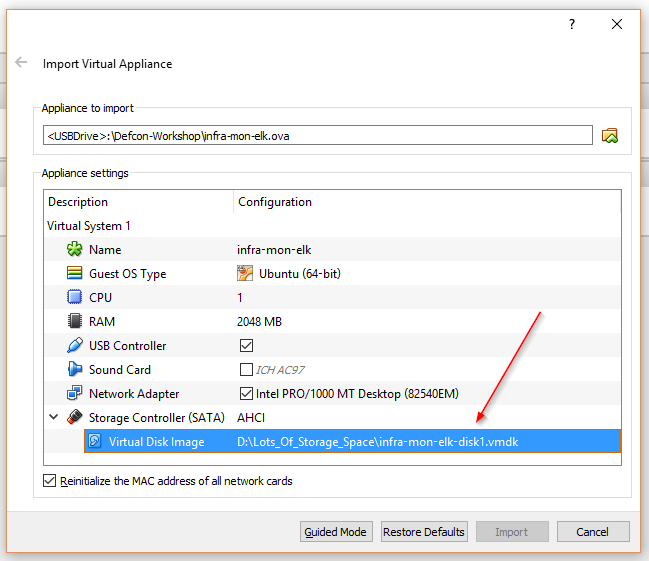 ?
Import Virtual Appliance
Appliance to import
<USBDrive>:\Defcon-Workshop\infra-mon-elk.ova
Appliance settings
Description Configuration
Virtual System 1
Name infra-mon-elk
Guest OS Type Ubuntu (64-bit)
CPU 1
RAM 2048 MB
USB Controller
Sound Card ICH AC97
Network Adapter Intel PRO/1000 MT Desktop (82540EM)
Storage Controller (SATA) AHCI
Virtual Disk Image D:\Lots_Of_Storage_Space\infra-mon-elk-disk1.vmdk
Reinitialize the MAC address of all network cards
Guided Mode Restore Defaults Import Cancel